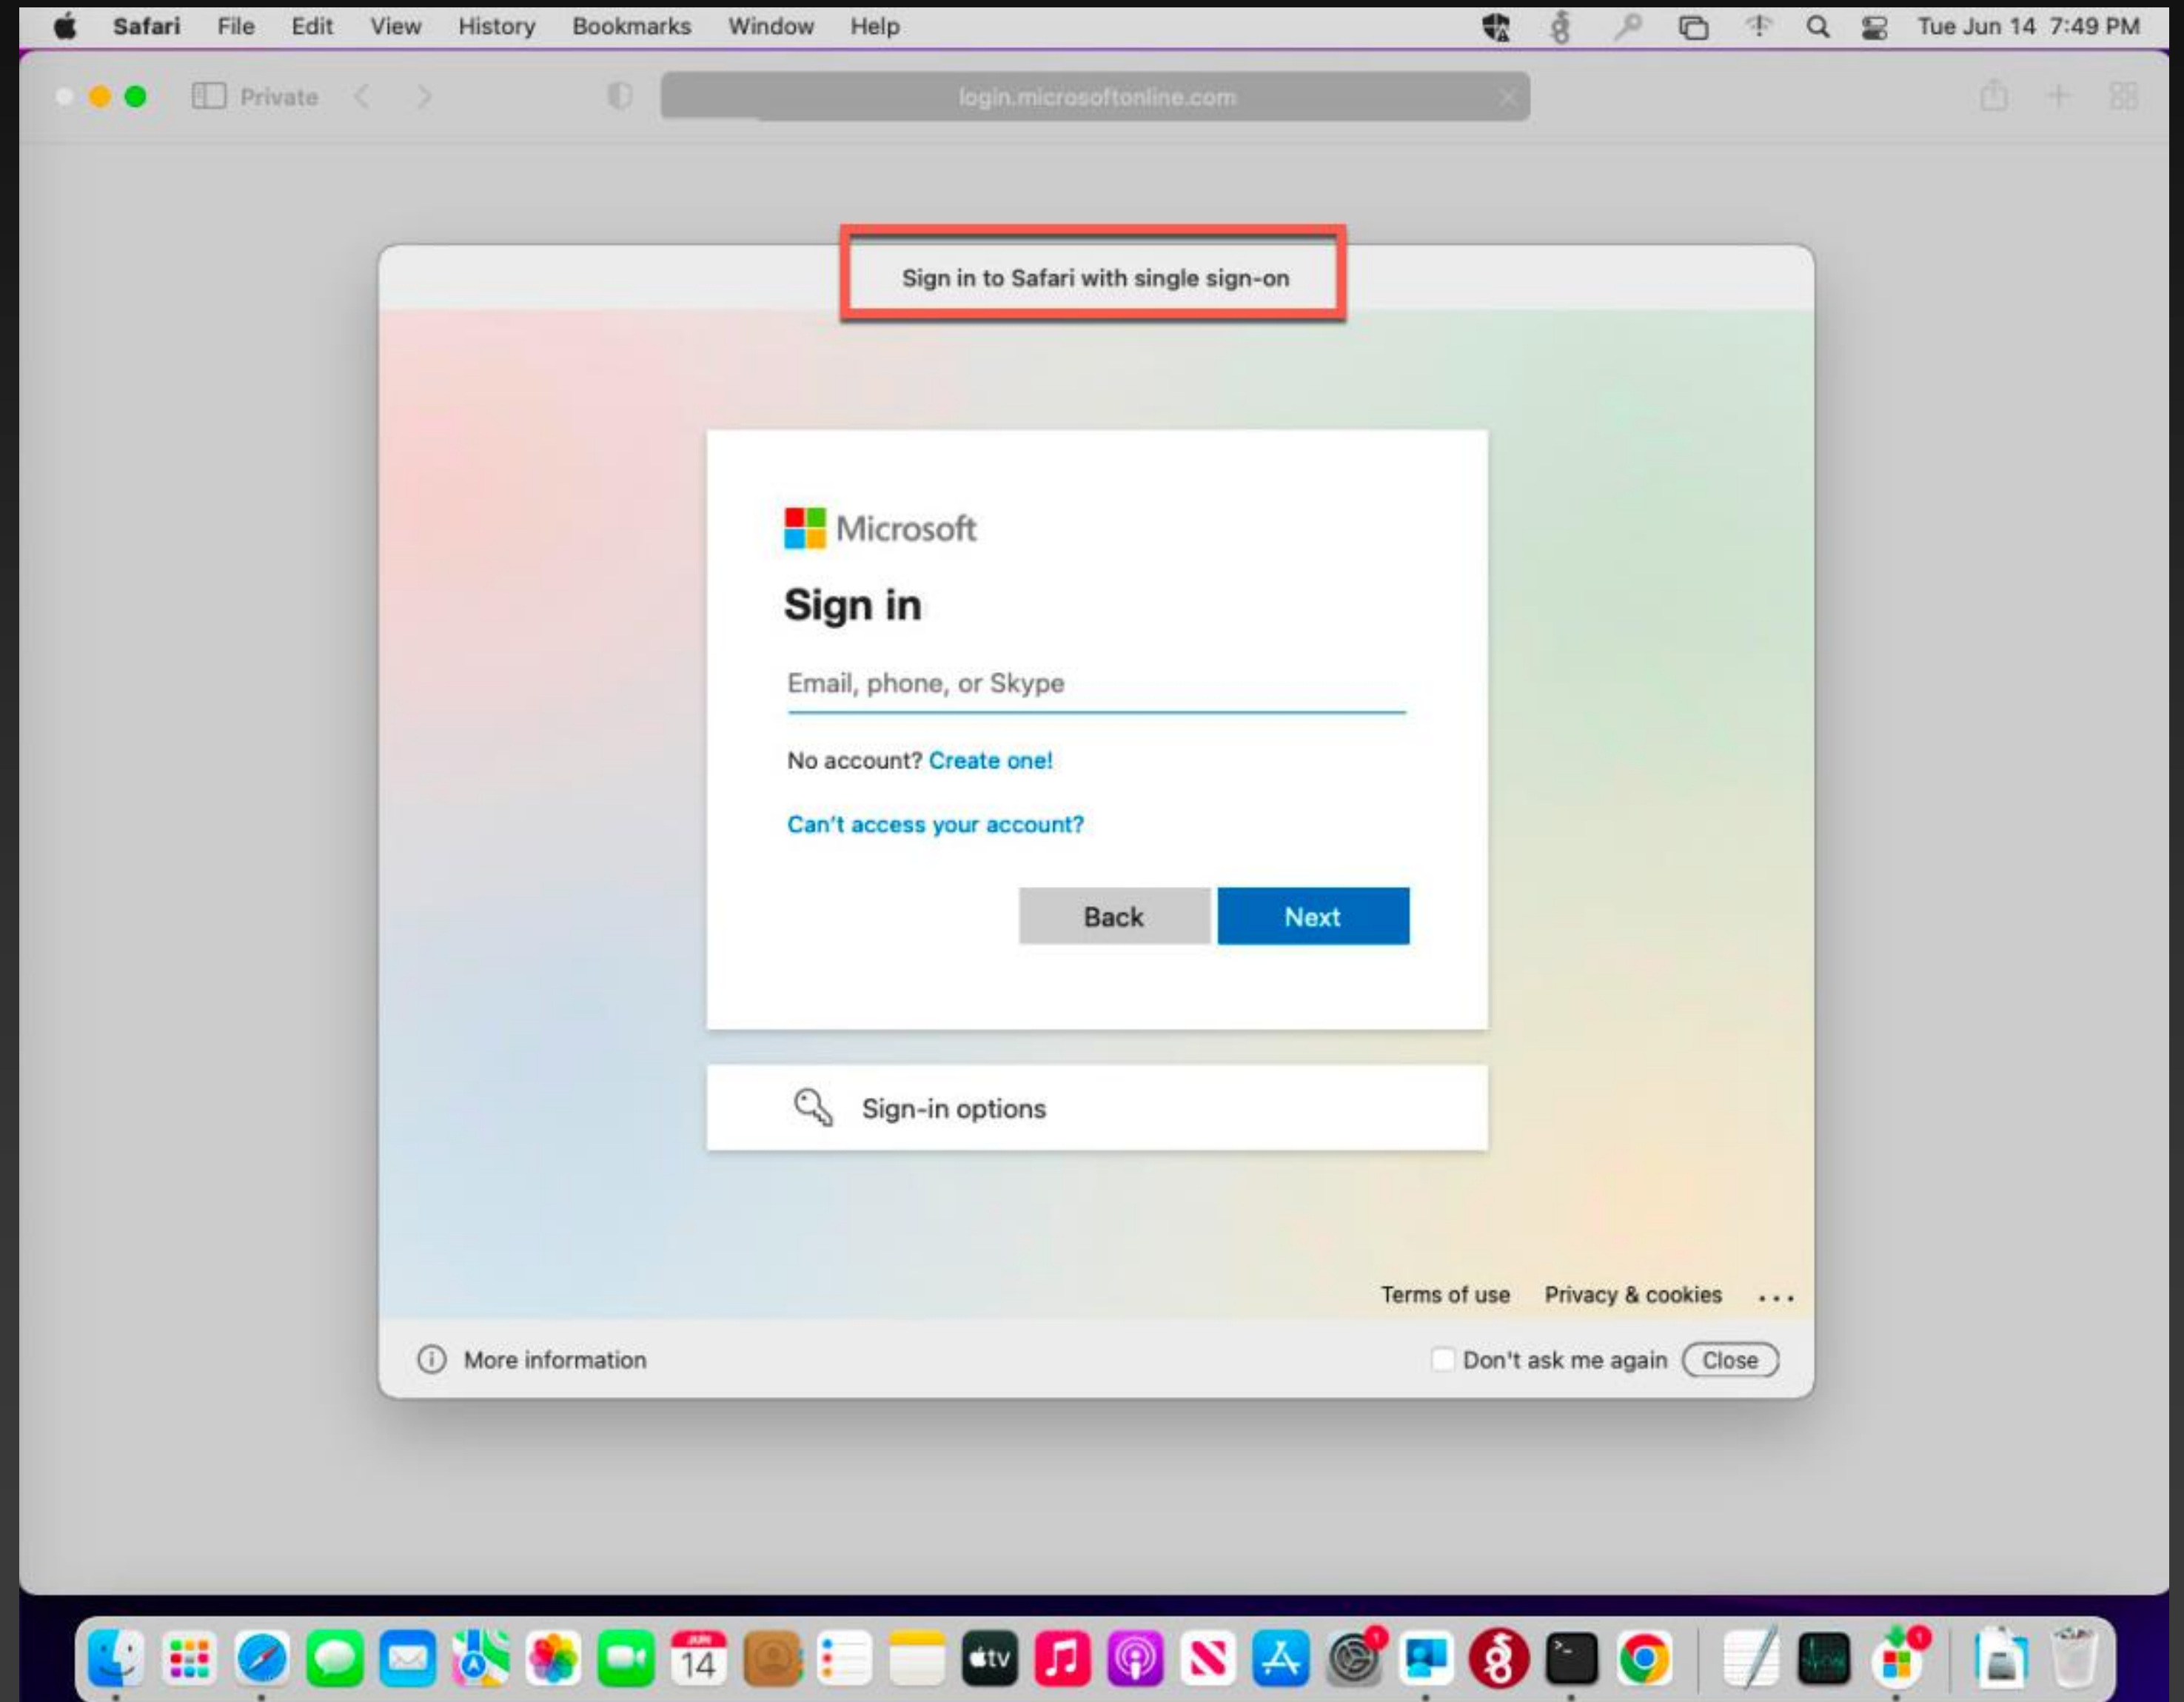 Safari File Edit View History Bookmarks Window Help Tue Jun 14 7:49 PM
Private login.microsoftonline.com
Sign in to Safari with single sign-on
Microsoft
Sign in
Email, phone, or Skype
No account? Create one!
Can't access your account?
Back Next
Sign-in options
Terms of use Privacy & cookies ...
More information Don't ask me again Close
JUN
14
tv
1
1